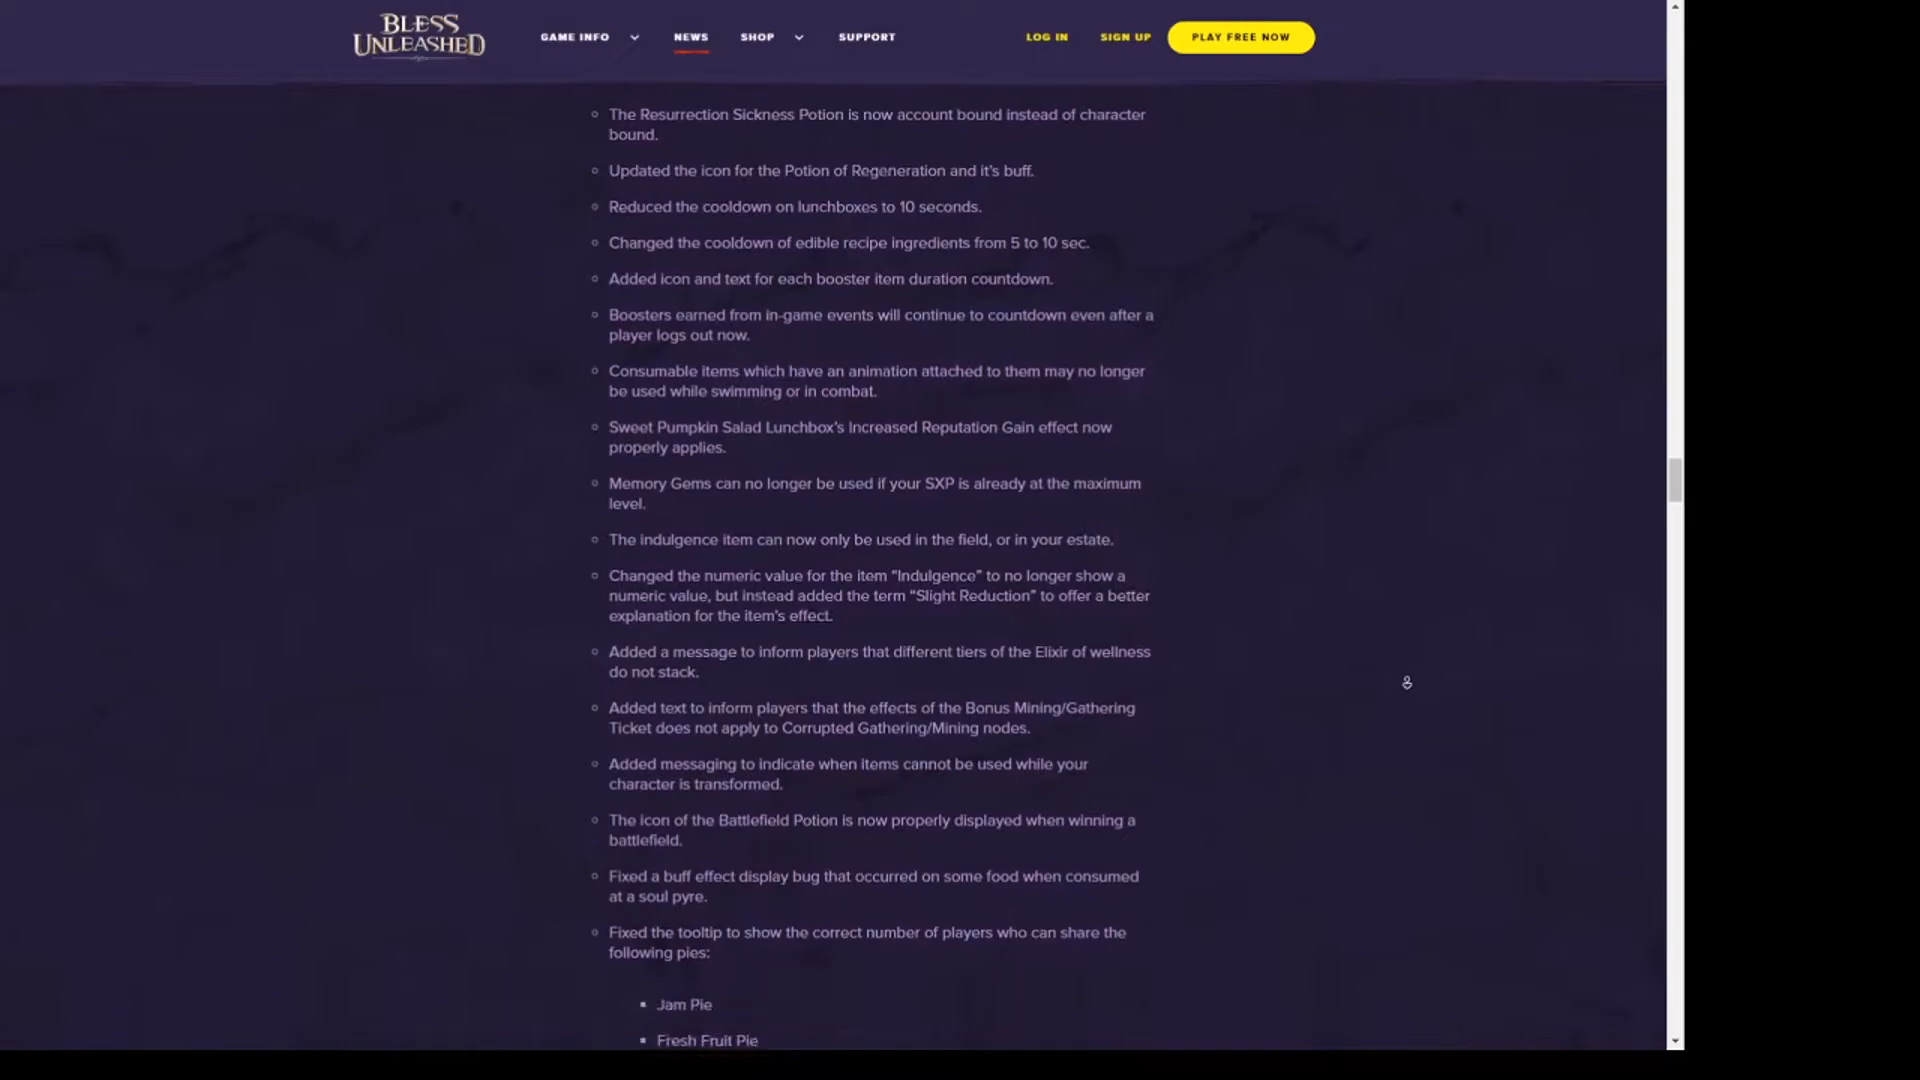 BLESS
UNLEASHED
GAME INFO
NEWS
SHOP
SUPPORT
LOG IN
SIGN UP
PLAY FREE NOW
The Resurrection Sickness Potion is now account bound instead of character
bound.
Updated the icon for the Potion of Regeneration and it's buff.
Reduced the cooldown on lunchboxes to 10 seconds.
Changed the cooldown of edible recipe ingredients from 5 to 10 sec.
Added icon and text for each booster item duration countdown.
Boosters earned from in-game events will continue to countdown even after a
player logs out now.
Consumable items which have an animation attached to them may no longer
be used while swimming or in combat.
Sweet Pumpkin Salad Lunchbox's Increased Reputation Gain effect now
properly applies.
Memory Gems can no longer be used if your SXP is already at the maximum
level.
The indulgence item can now only be used in the field, or in your estate.
Changed the numeric value for the item "Indulgence" to no longer show a
numeric value, but instead added the term "Slight Reduction" to offer a better
explanation for the item's effect.
Added a message to inform players that different tiers of the Elixir of wellness
do not stack.
Added text to inform players that the effects of the Bonus Mining/Gathering
Ticket does not apply to Corrupted Gathering/Mining nodes.
Added messaging to indicate when items cannot be used while your
character is transformed.
The icon of the Battlefield Potion is now properly displayed when winning a
battlefield.
Fixed a buff effect display bug that occurred on some food when consumed
at a soul pyre.
Fixed the tooltip to show the correct number of players who can share the
following pies:
Jam Pie
Fresh Fruit Pie